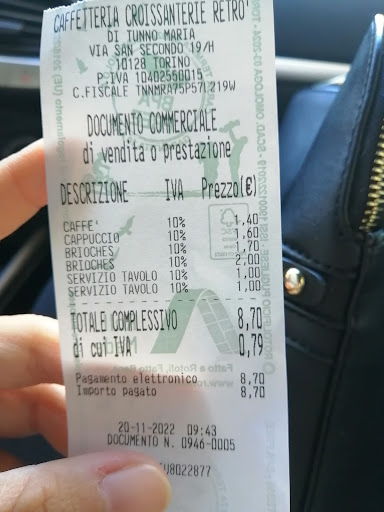 CAFFETTERIA CROISSANTERIE RETRO'
DI TUNNO MARIA
VIA SAN SECONDO 19/H
10128 TORINO
P.IVA 10402550015
C.FISCALE TNNMRA75P57L219W
DOCUMENTO COMMERCIALE
di vendita o prestazione
DESCRIZIONE IVA Prezzo(€)
CAFFE' 10% 1,40
CAPPUCCIO 10% 1,60
BRIOCHES 10% 1,70
BRIOCHES 10% 2,00
SERVIZIO TAVOLO 10% 1,00
SERVIZIO TAVOLO 10% 1,00
TOTALE COMPLESSIVO 8,70
di cui IVA 0,79
Pagamento elettronico 8,70
Importo pagato 8,70
20-11-2022 09:43
DOCUMENTO N. 0946-0005